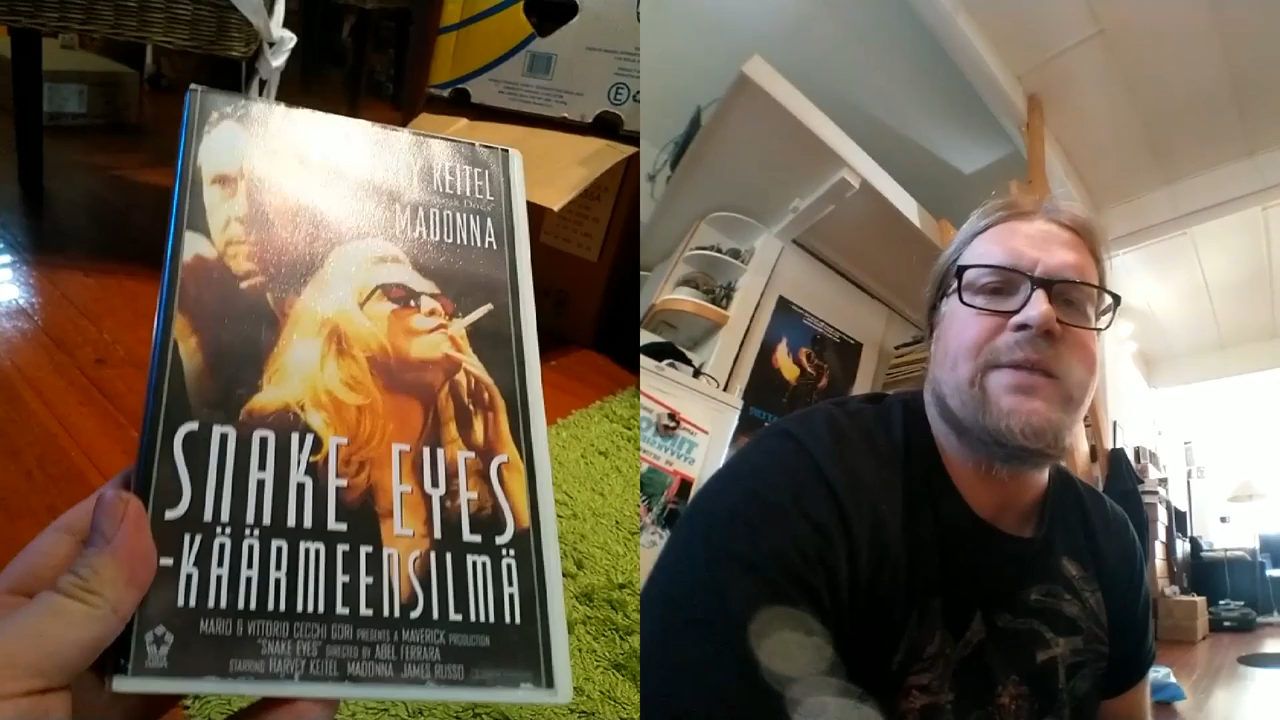 KEITEL
MADONNA
SNAKE EYES
-KÄÄRMEENSILMÄ
MARIO & VITTORIO CECCHI GORI PRESENTS A MAVERICK PRODUCTION
"SNAKE EYES" DIRECTED BY ABEL FERRARA
STARRING HARVEY KEITEL MADONNA JAMES RUSSO